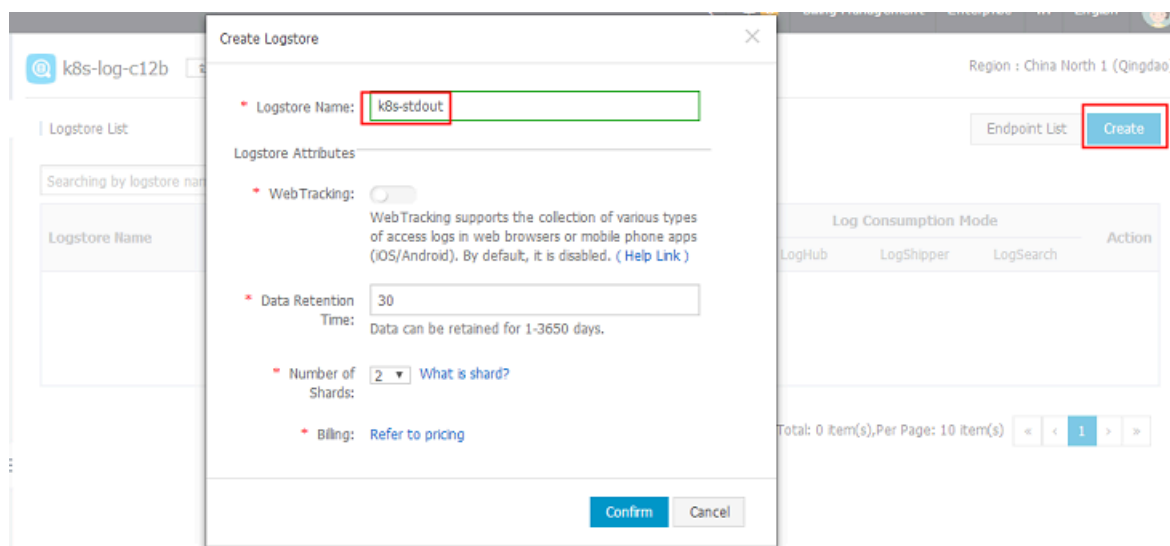 Create Logstore
k8s-log-c12b
Region : China North 1 (Qingdao)
* Logstore Name: k8s-stdout
Logstore List
Endpoint List
Create
Logstore Attributes
Searching by logstore nam
* WebTracking:
WebTracking supports the collection of various types
of access logs in web browsers or mobile phone apps
(iOS/Android). By default, it is disabled. ( Help Link )
Logstore Name
Log Consumption Mode
Action
LogHub
LogShipper
LogSearch
* Data Retention
Time:
30
Data can be retained for 1-3650 days.
* Number of
Shards:
2 What is shard?
* Billing: Refer to pricing
Total: 0 item(s),Per Page: 10 item(s) « ‹ 1 › »
Confirm
Cancel